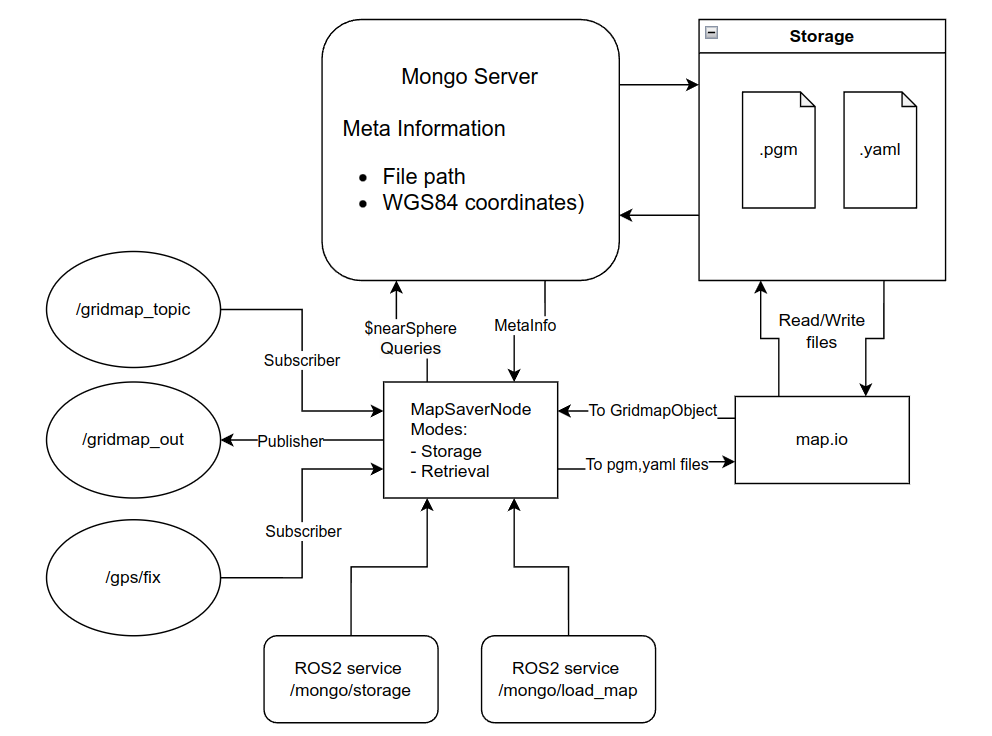 Mongo Server
Meta Information
• File path
• WGS84 coordinates)
Storage
.pgm
.yaml
/gridmap_topic
Subscriber
/gridmap_out
Publisher
/gps/fix
Subscriber
$nearSphere
Queries
MetaInfo
Read/Write
files
MapSaverNode
Modes:
- Storage
- Retrieval
To GridmapObject
To pgm,yaml files
map.io
ROS2 service
/mongo/storage
ROS2 service
/mongo/load_map